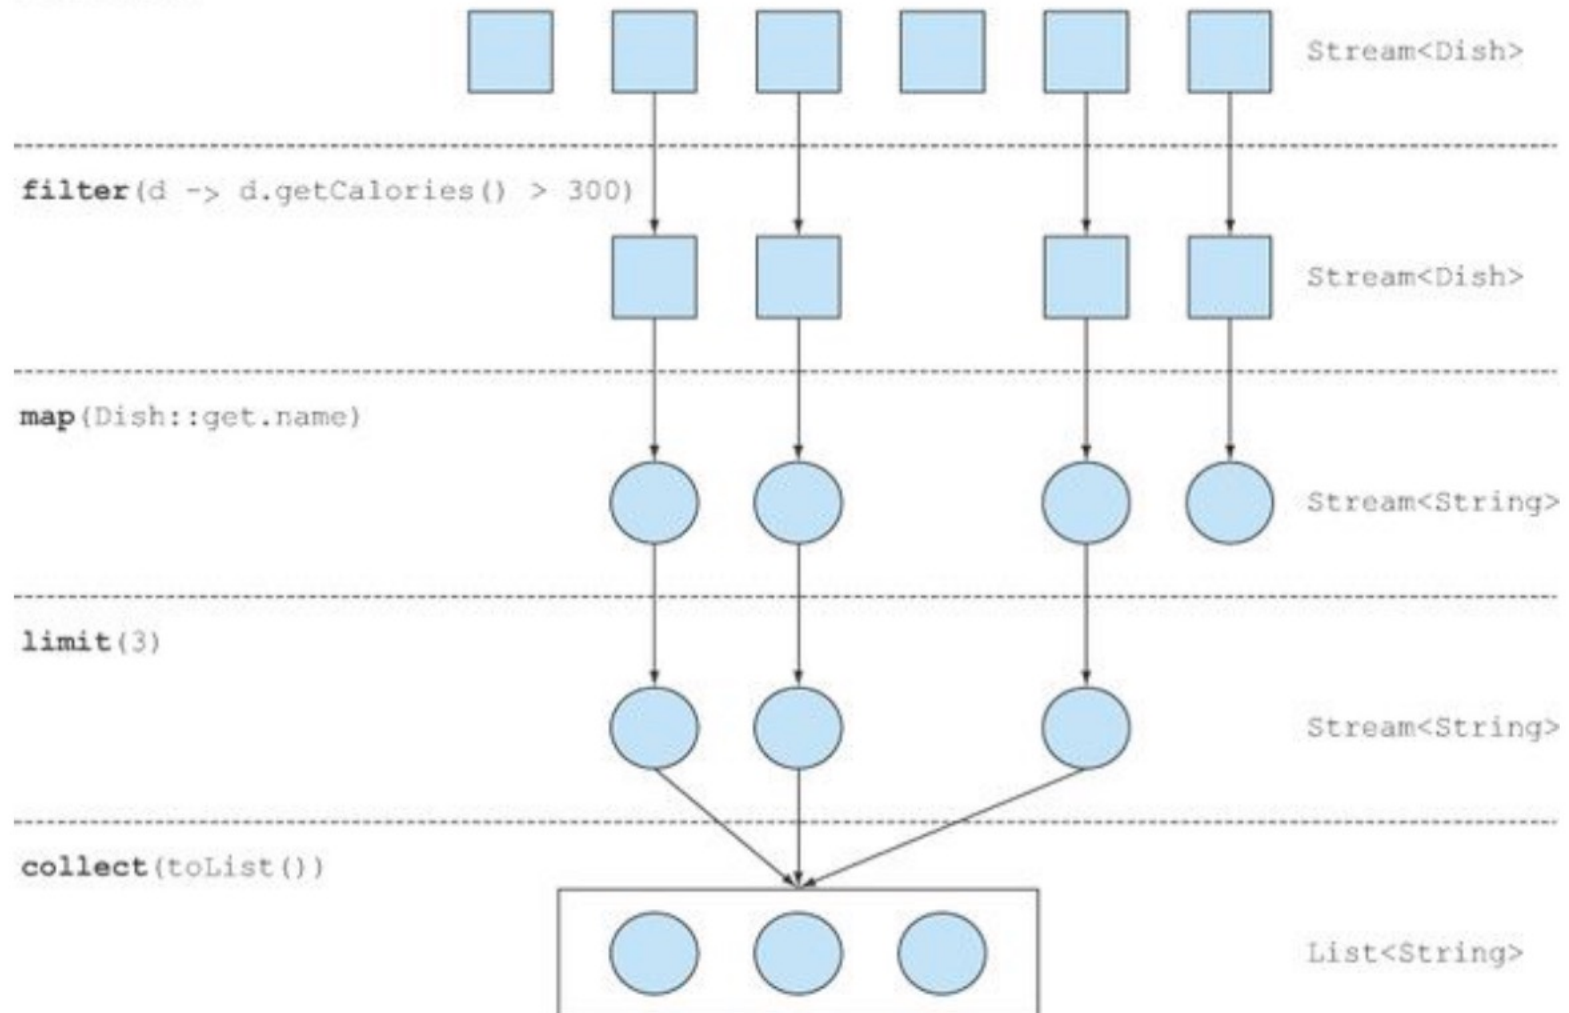 Stream<Dish>
filter(d -> d.getCalories() > 300)
Stream<Dish>
map(Dish::get.name)
Stream<String>
limit(3)
Stream<String>
collect(toList())
List<String>